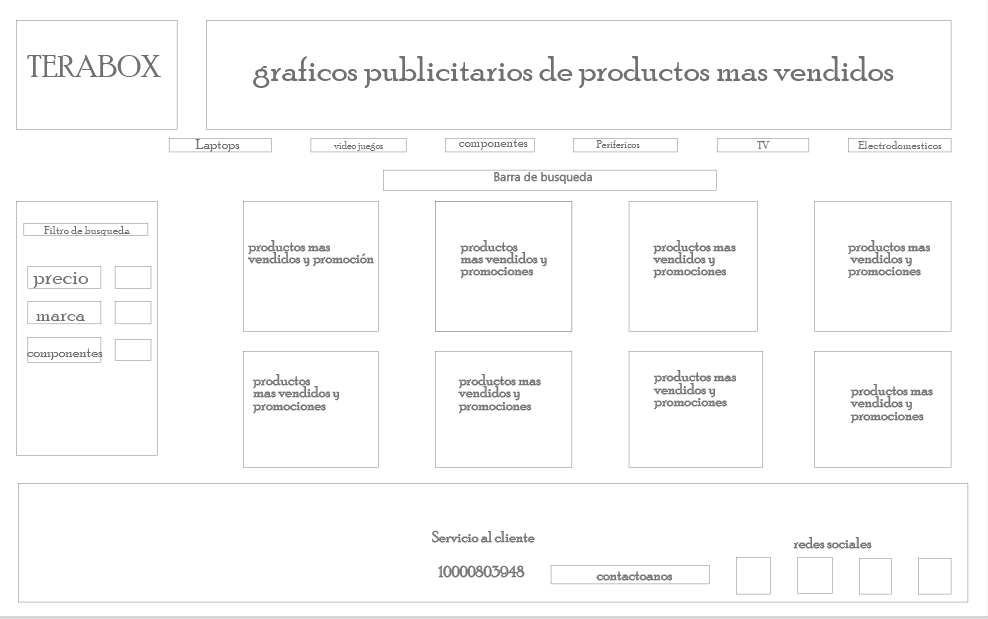 TERABOX
graficos publicitarios de productos mas vendidos
Laptops
video juegos
componentes
Perifericos
TV
Electrodomesticos
Barra de busqueda
Filtro de busqueda
precio
marca
componentes
productos mas
vendidos y promoción
productos
mas vendidos y
promociones
productos mas
vendidos y
promociones
productos mas
vendidos y
promociones
productos
mas vendidos y
promociones
productos mas
vendidos y
promociones
productos mas
vendidos y
promociones
productos mas
vendidos y
promociones
Servicio al cliente
10000803948
contactoanos
redes sociales